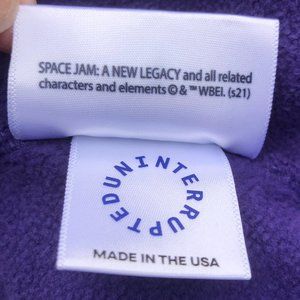 SPACE JAM: A NEW LEGACY and all related
characters and elements © & ™ WBEI. (s21)
UNINTERRUPTED
MADE IN THE USA